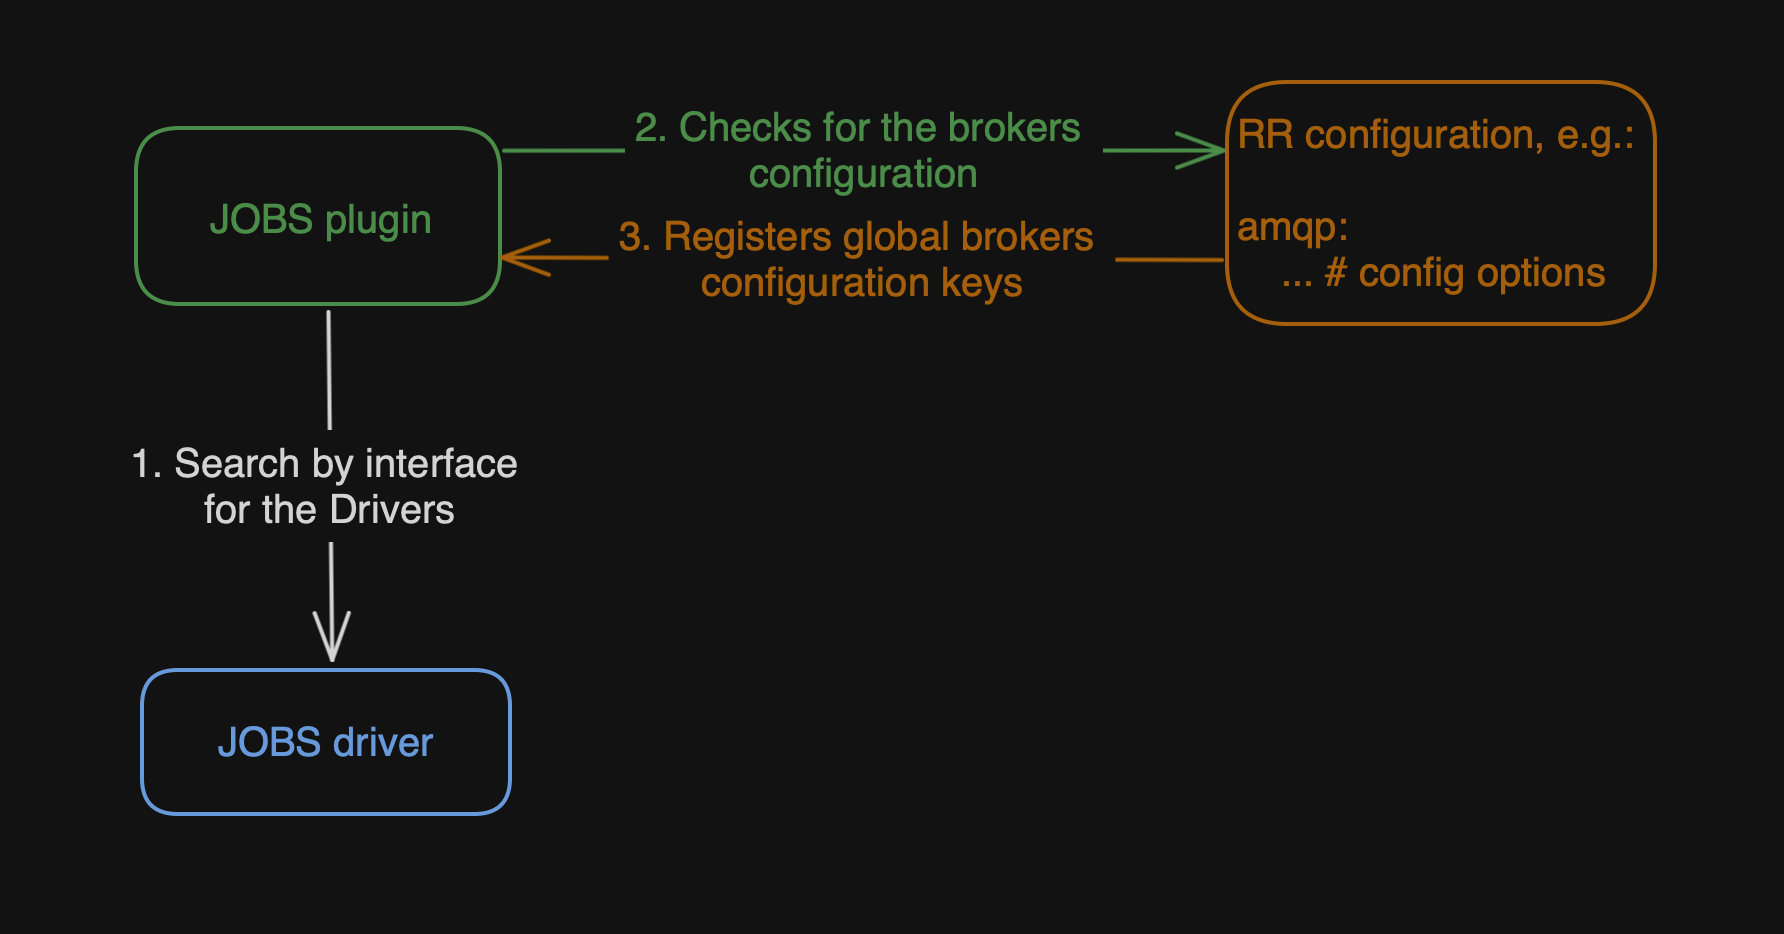 2. Checks for the brokers
configuration
RR configuration, e.g.:
JOBS plugin
3. Registers global brokers
configuration keys
amqp:
... # config options
1. Search by interface
for the Drivers
JOBS driver